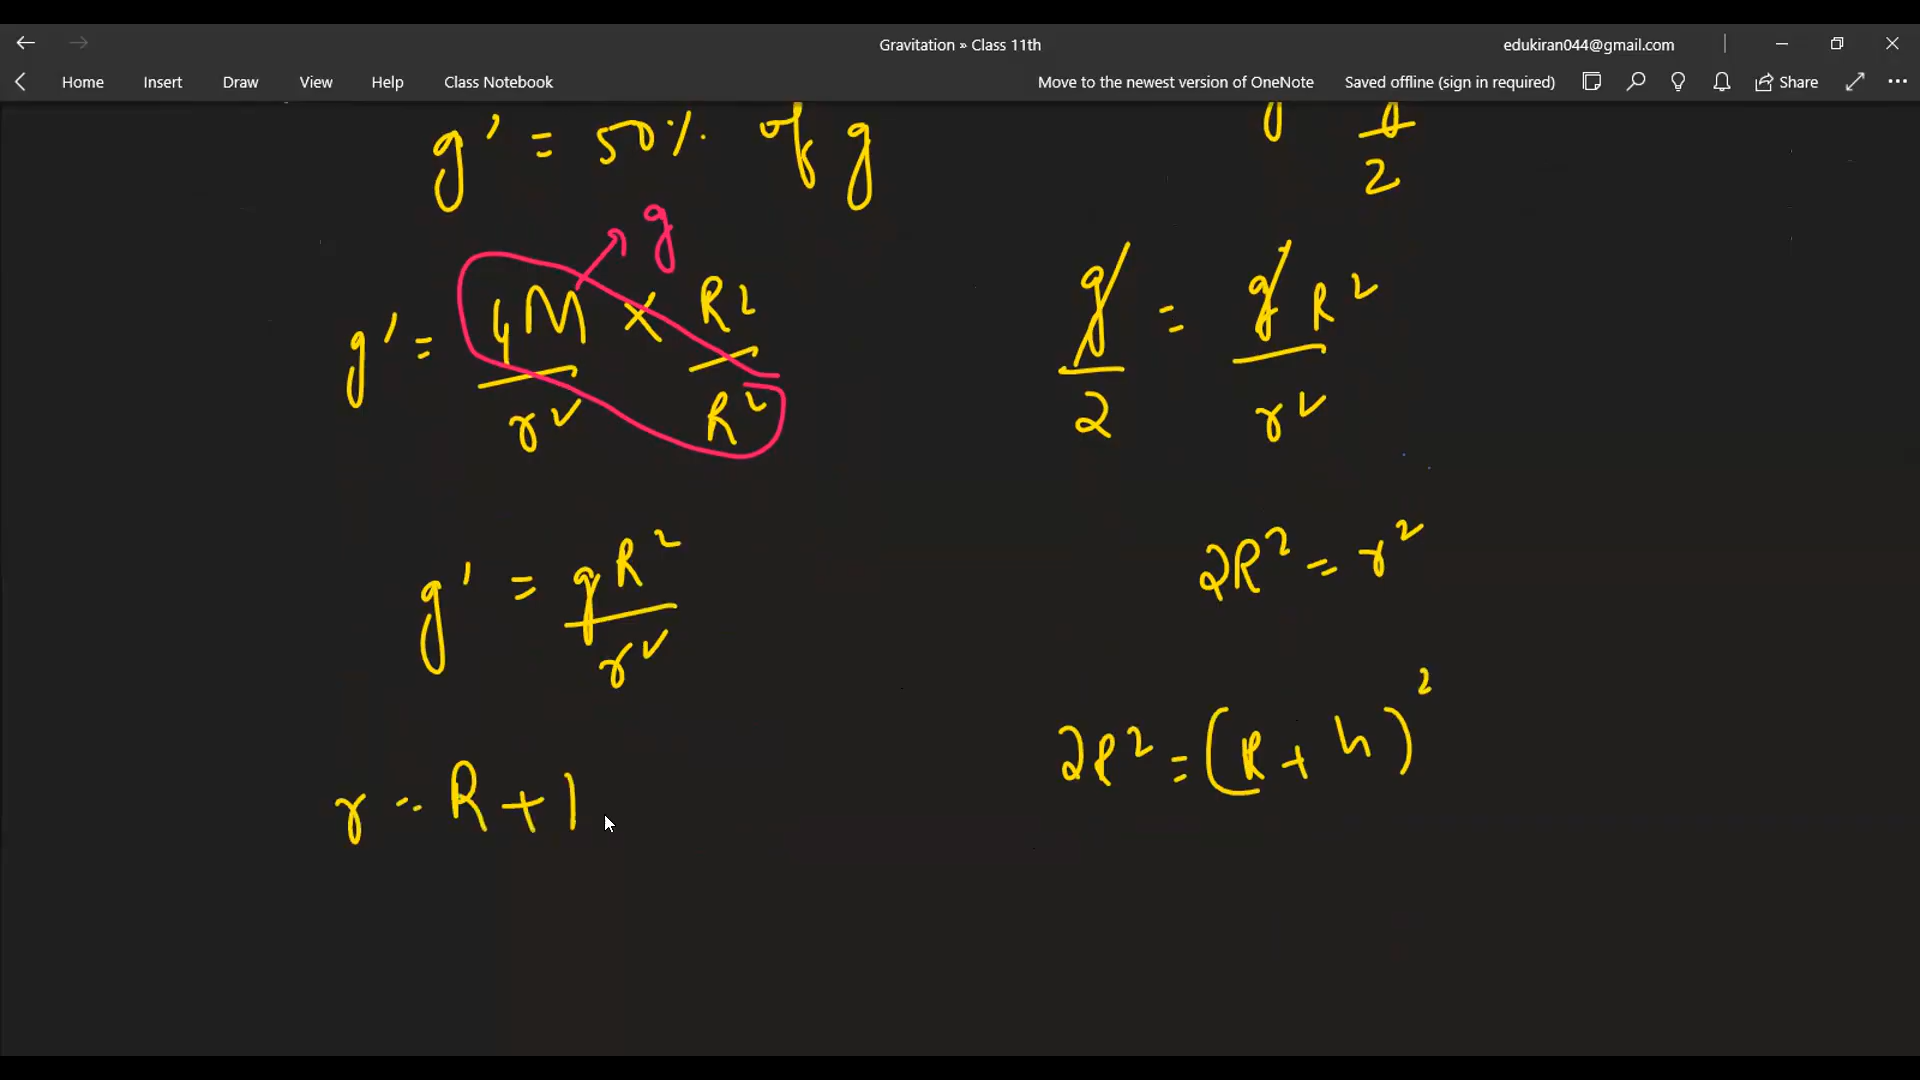 Gravitation » Class 11th
edukiran044@gmail.com
Home Insert Draw View Help Class Notebook
Move to the newest version of OneNote
Saved offline (sign in required)
Share
g' = 50% of g
2
g
g' = GM/r² × R²/R²
g/2 = gR²/r²
g' = gR²/r²
2R² = r²
2R² = (R + h)²
r = R + 1